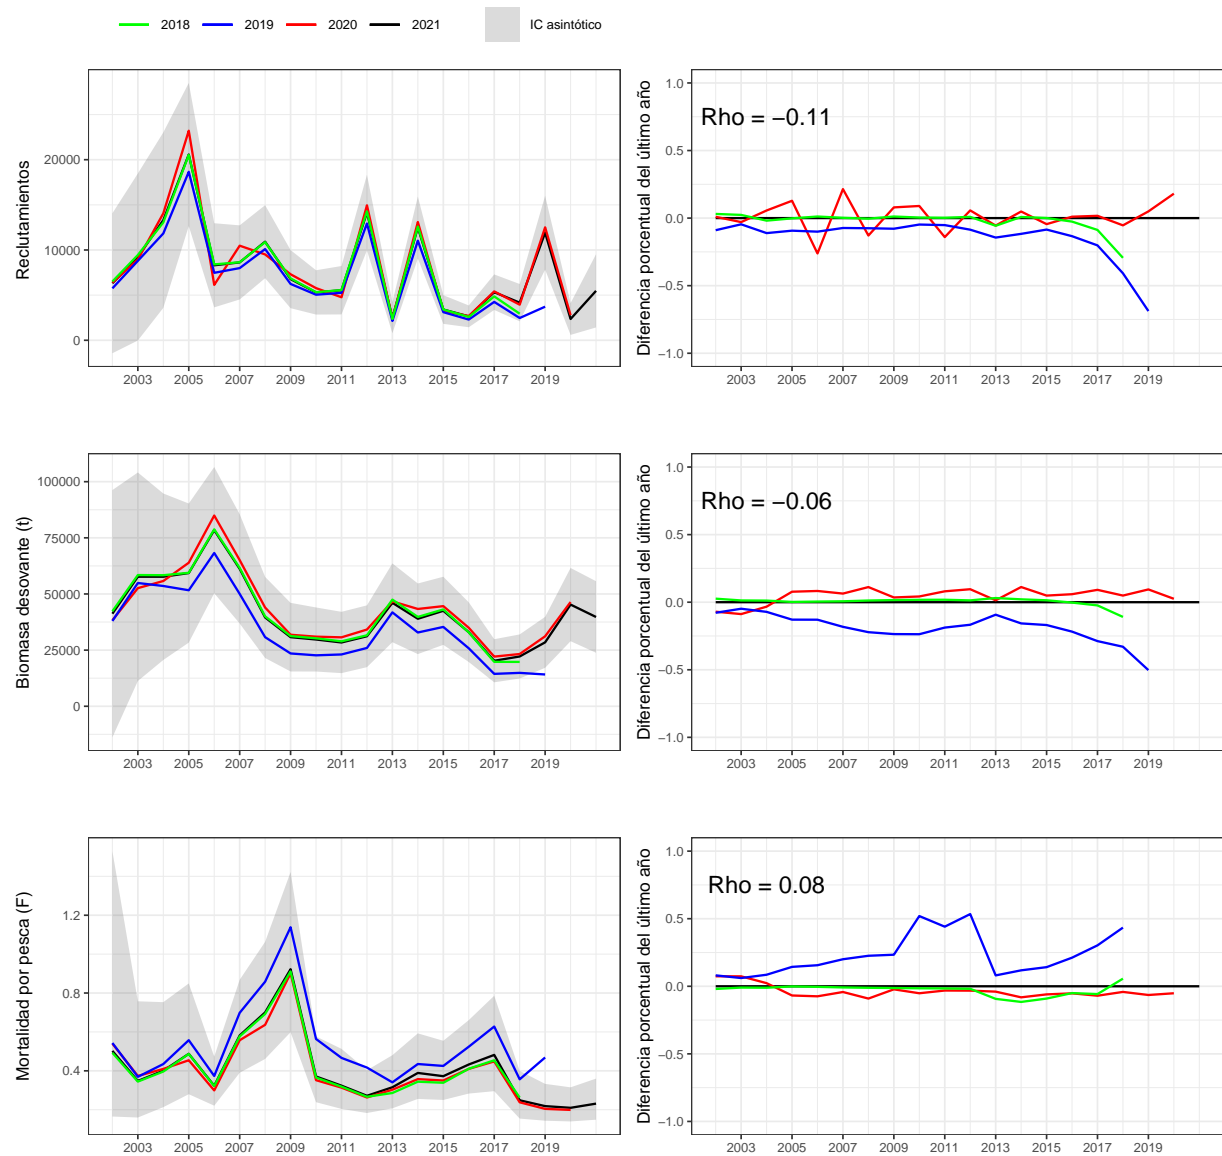 2018 2019 2020 2021 IC asintótico
Reclutamientos
20000
10000
0
2003 2005 2007 2009 2011 2013 2015 2017 2019
Diferencia porcentual del último año
Rho = −0.11
1.0
0.5
0.0
−0.5
−1.0
2003 2005 2007 2009 2011 2013 2015 2017 2019
Biomasa desovante (t)
100000
75000
50000
25000
0
2003 2005 2007 2009 2011 2013 2015 2017 2019
Diferencia porcentual del último año
Rho = −0.06
1.0
0.5
0.0
−0.5
−1.0
2003 2005 2007 2009 2011 2013 2015 2017 2019
Mortalidad por pesca (F)
1.2
0.8
0.4
2003 2005 2007 2009 2011 2013 2015 2017 2019
Diferencia porcentual del último año
Rho = 0.08
1.0
0.5
0.0
−0.5
−1.0
2003 2005 2007 2009 2011 2013 2015 2017 2019